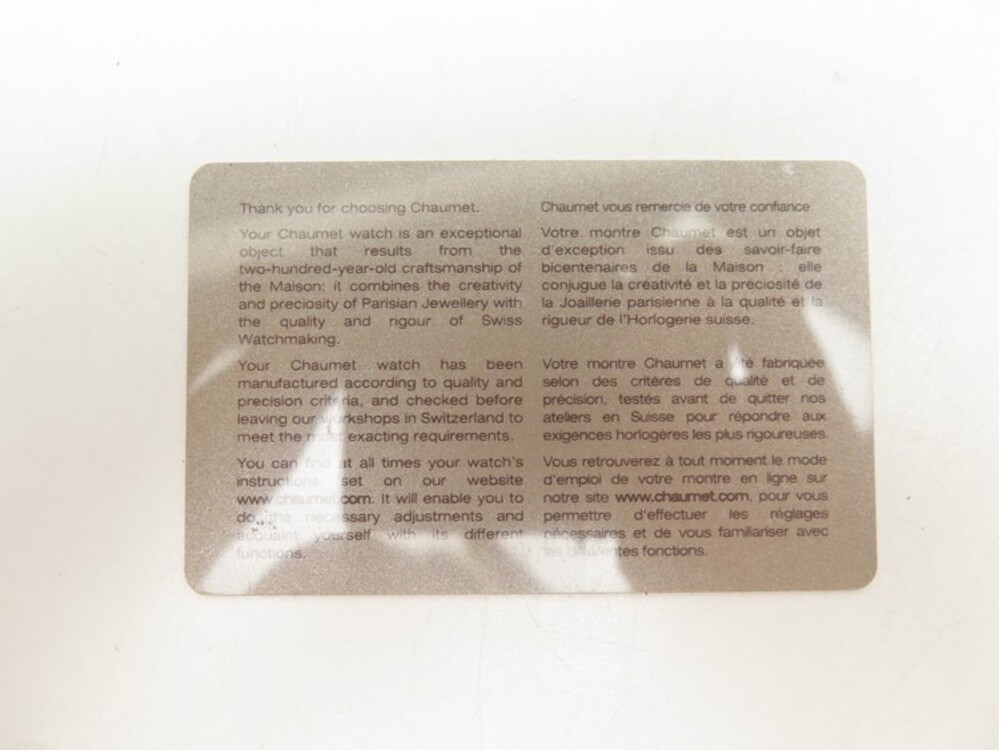 Thank you for choosing Chaumet.
Your Chaumet watch is an exceptional
object that results from the
two-hundred-year-old craftsmanship of
the Maison: it combines the creativity
and preciosity of Parisian Jewellery with
the quality and rigour of Swiss
Watchmaking.
Your Chaumet watch has been
manufactured according to quality and
precision criteria, and checked before
leaving our workshops in Switzerland to
meet the most exacting requirements.
You can find at all times your watch's
instructions set on our website
www.chaumet.com. It will enable you to
do the necessary adjustments and
acquaint yourself with its different
functions.
Chaumet vous remercie de votre confiance
Votre montre Chaumet est un objet
d'exception issu des savoir-faire
bicentenaires de la Maison : elle
conjugue la créativité et la préciosité de
la Joaillerie parisienne à la qualité et la
rigueur de l'Horlogerie suisse.
Votre montre Chaumet a été fabriquée
selon des critères de qualité et de
précision, testés avant de quitter nos
ateliers en Suisse pour répondre aux
exigences horlogères les plus rigoureuses.
Vous retrouverez à tout moment le mode
d'emploi de votre montre en ligne sur
notre site www.chaumet.com, pour vous
permettre d'effectuer les réglages
nécessaires et de vous familiariser avec
ses différentes fonctions.